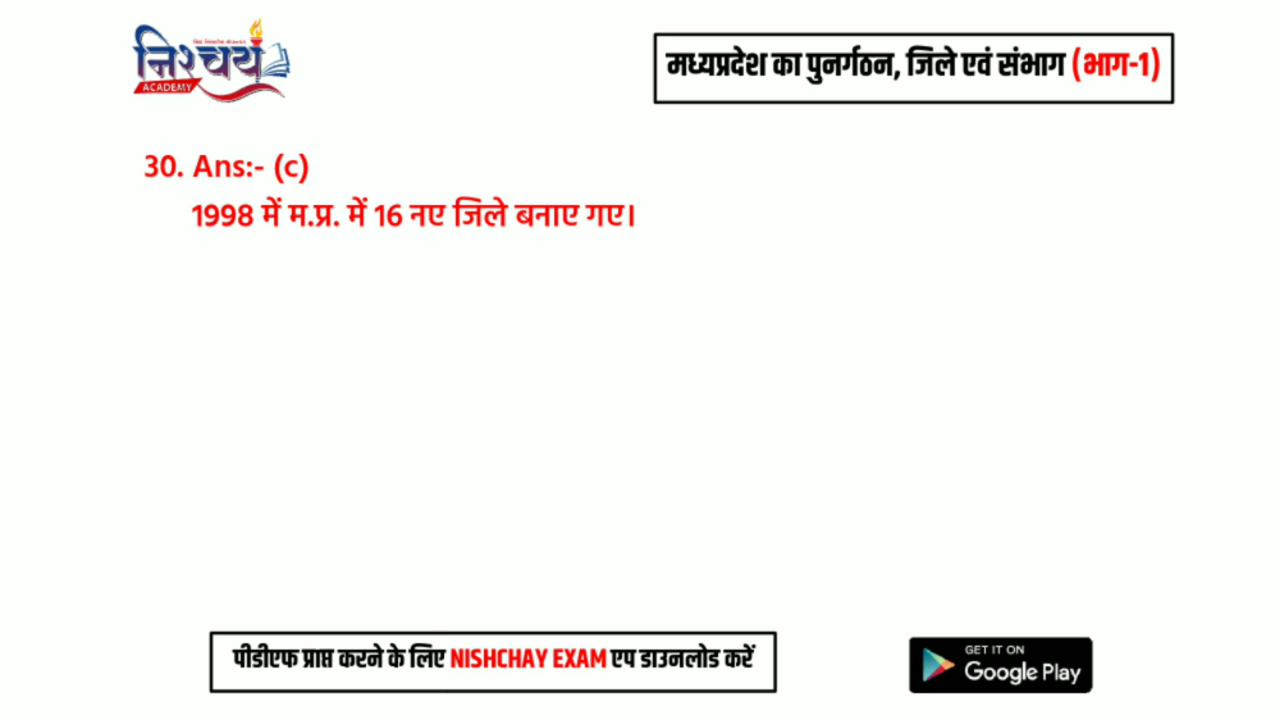 निश्चय
ACADEMY
मध्यप्रदेश का पुनर्गठन, जिले एवं संभाग (भाग-1)
30. Ans:- (c)
1998 में म.प्र. में 16 नए जिले बनाए गए।
पीडीएफ प्राप्त करने के लिए NISHCHAY EXAM एप डाउनलोड करें
GET IT ON
Google Play